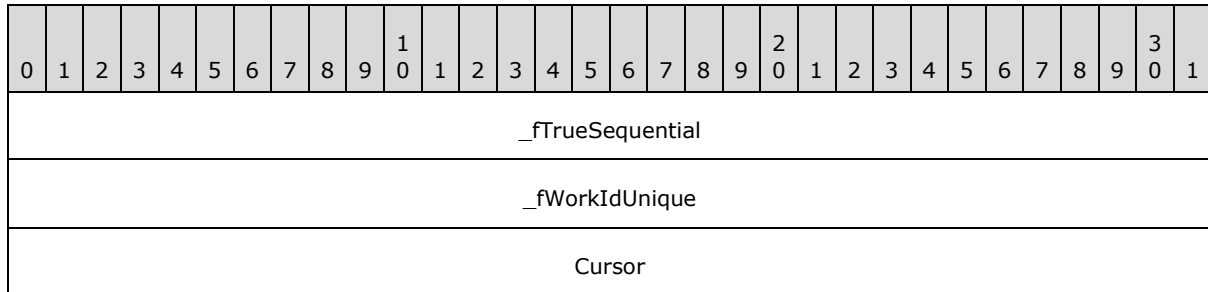 1 2 3
0 1 2 3 4 5 6 7 8 9 0 1 2 3 4 5 6 7 8 9 0 1 2 3 4 5 6 7 8 9 0 1
_fTrueSequential
_fWorkIdUnique
Cursor